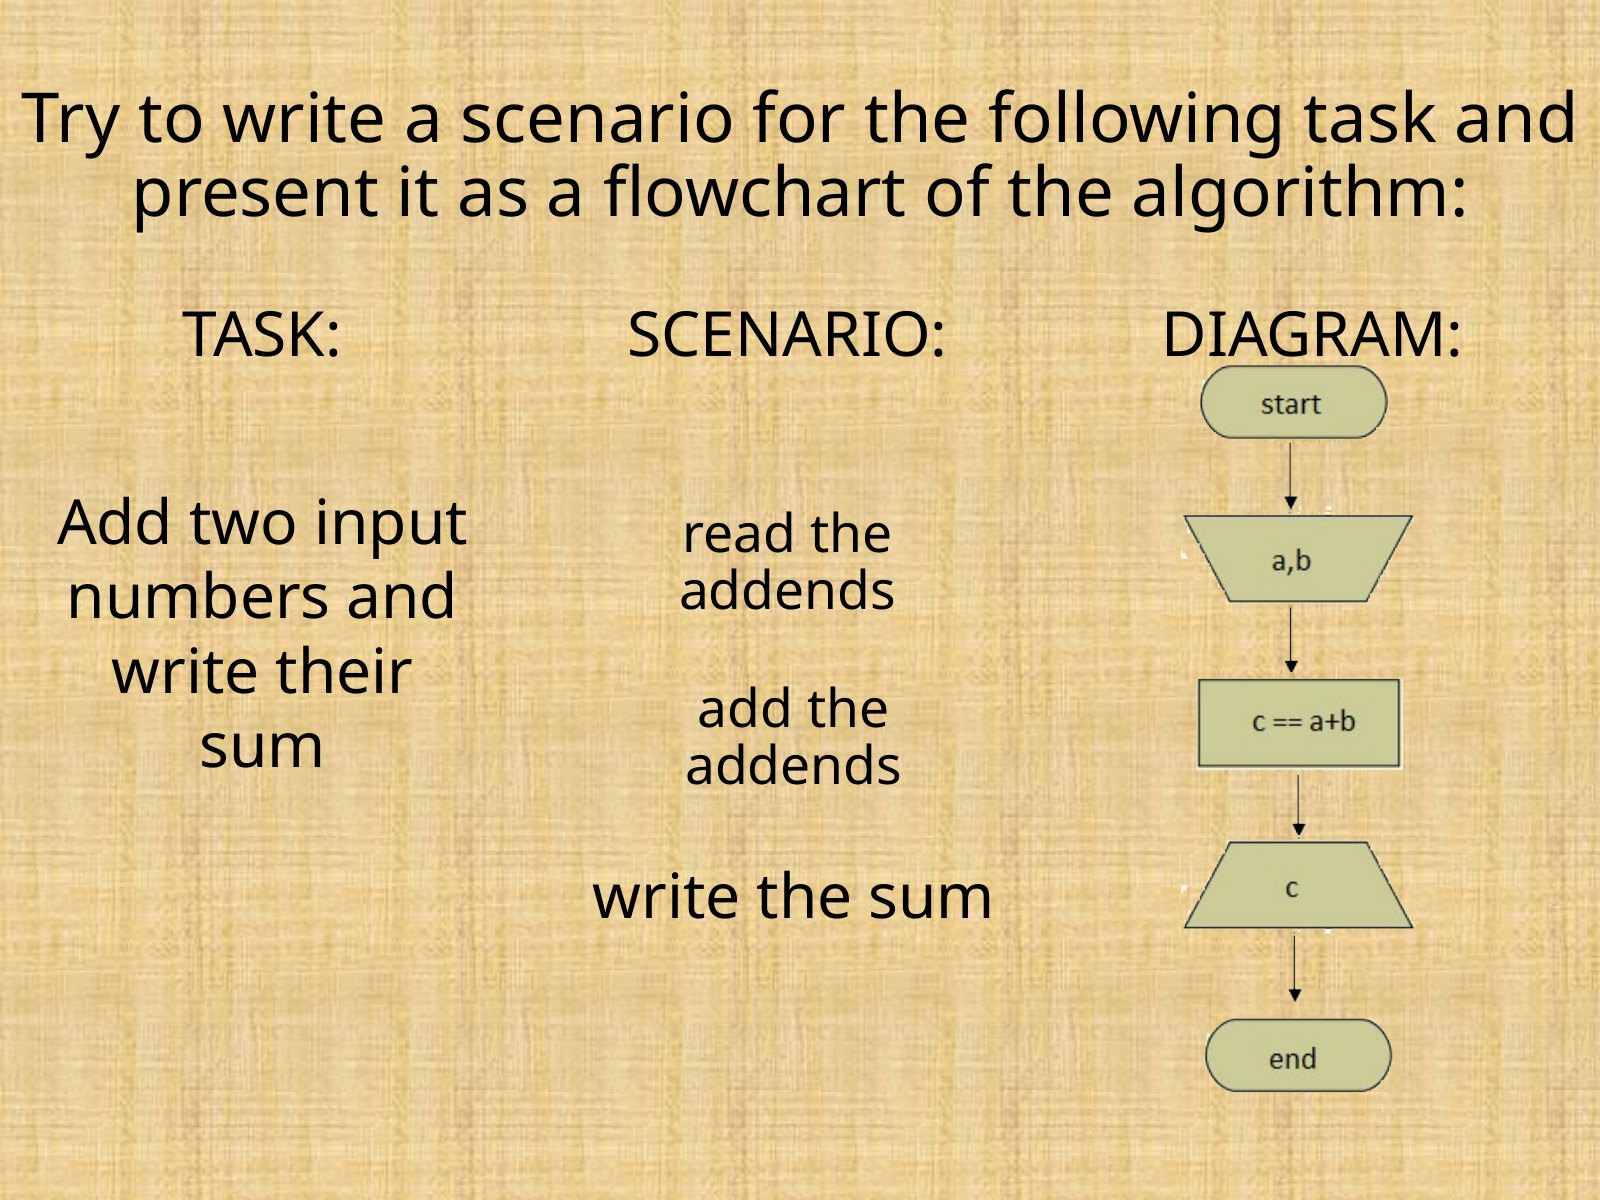 Try to write a scenario for the following task and
present it as a flowchart of the algorithm:
TASK:
Add two input
numbers and
write their
sum
SCENARIO:
read the
addends
add the
addends
write the sum
DIAGRAM:
start
a,b
c == a+b
c
end